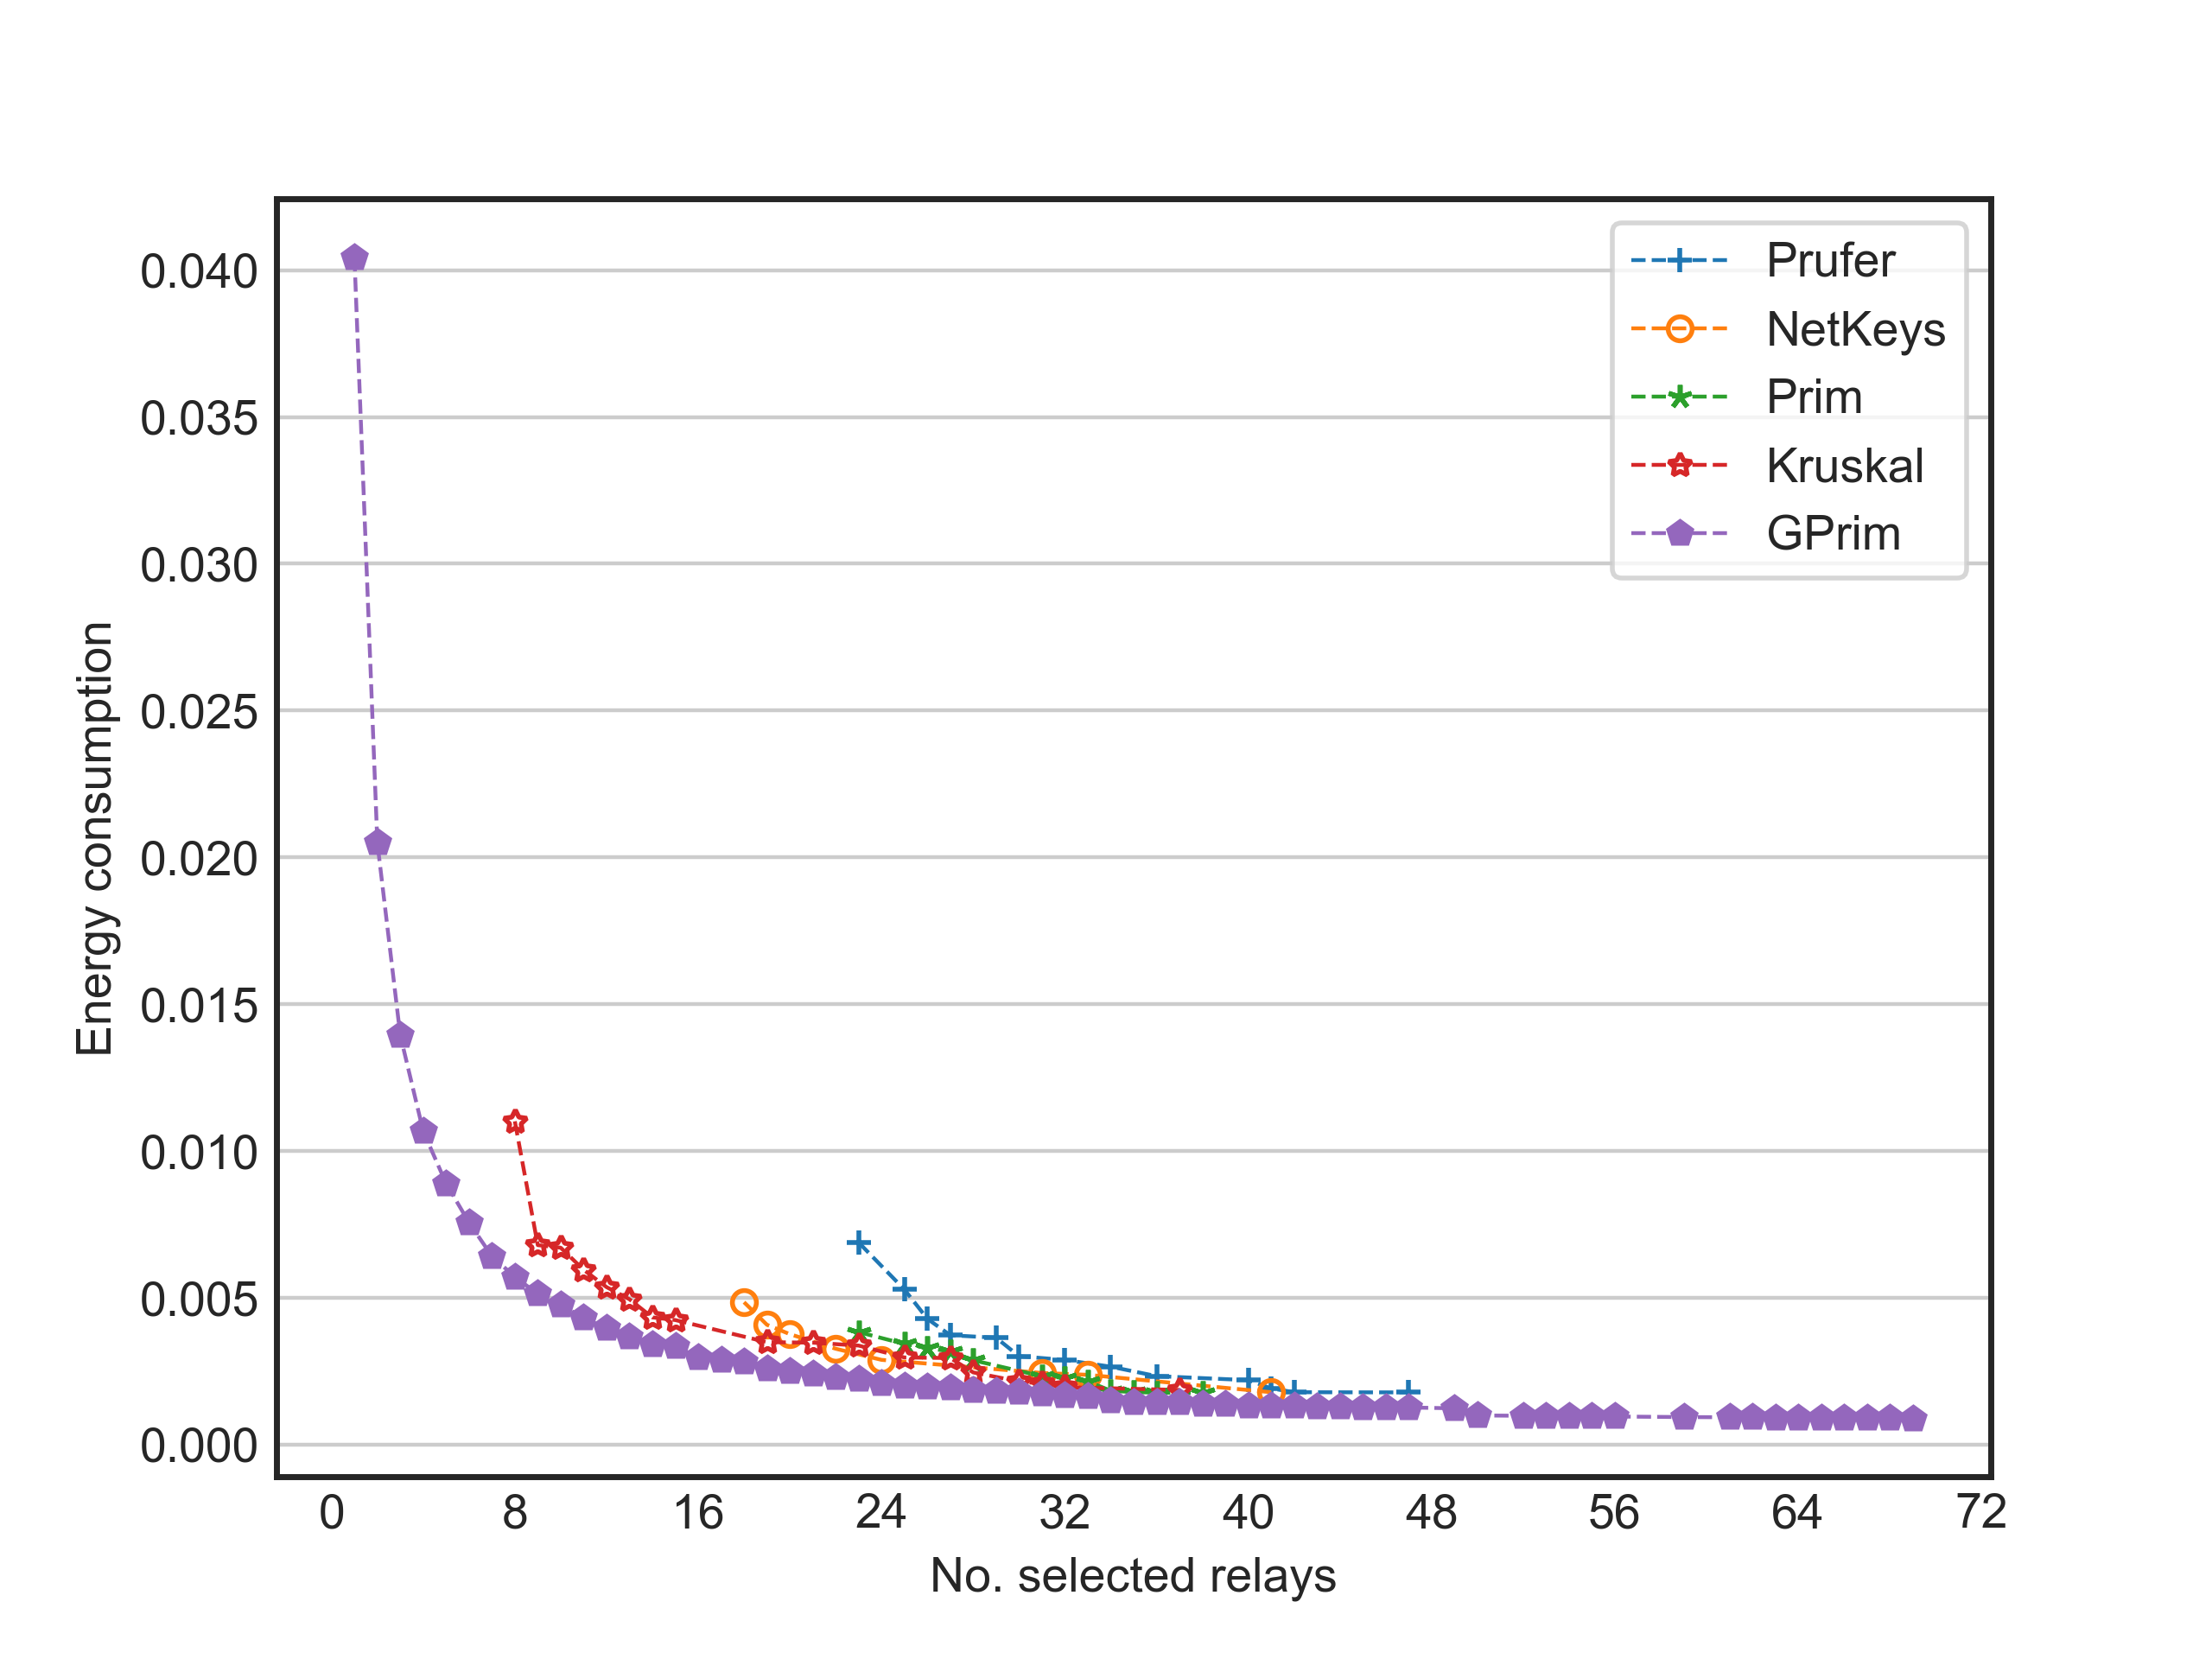 Prufer
NetKeys
Prim
Kruskal
GPrim
0.040
0.035
0.030
0.025
0.020
0.015
0.010
0.005
0.000
Energy consumption
0 8 16 24 32 40 48 56 64 72
No. selected relays